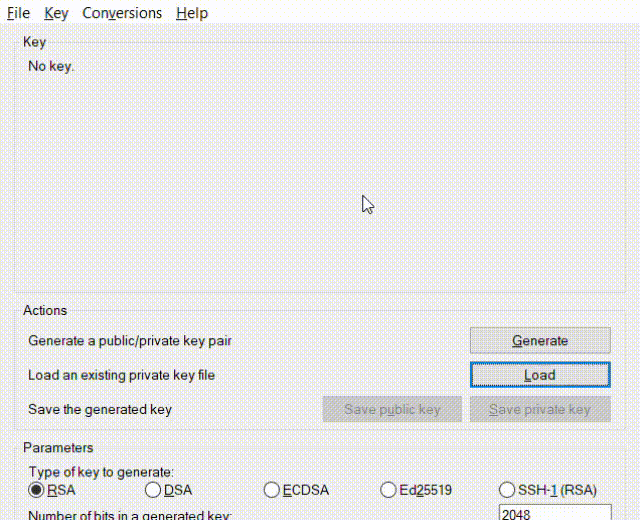 File Key Conversions Help
Key
No key.
Actions
Generate a public/private key pair Generate
Load an existing private key file Load
Save the generated key Save public key Save private key
Parameters
Type of key to generate:
RSA DSA ECDSA Ed25519 SSH-1 (RSA)
Number of bits in a generated key: 2048